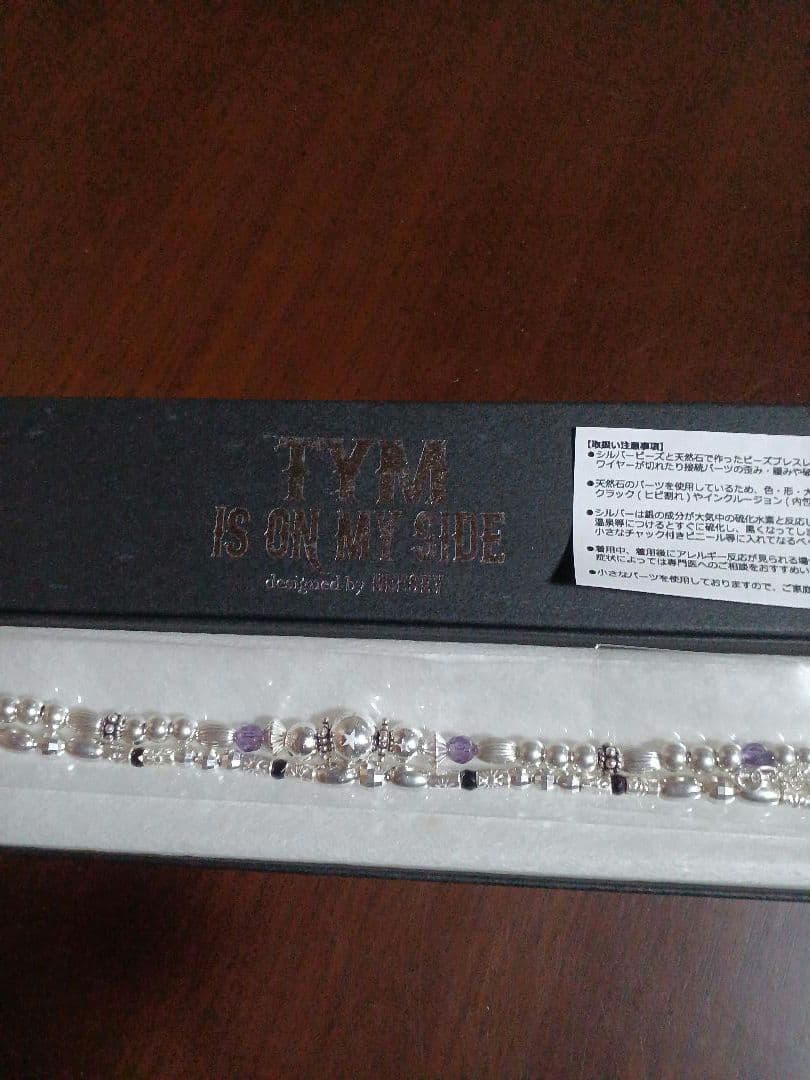 TYM
IS ON MY SIDE
designed by
【取扱い注意事項】
●シルバービーズと天然石で作ったビーズブレスレ
ワイヤーが切れたり接続パーツの歪み・緩みや破
●天然石のパーツを使用しているため、色・形・大
クラック(ヒビ割れ)やインクルージョン(内包
●シルバーは銀の成分が大気中の硫化水素と反応し
温泉等につけるとすぐに硫化し、黒くなってしま
小さなチャック付きビニール等に入れてなるべ
●着用中、着用後にアレルギー反応が見られる場合
症状によっては専門医へのご相談をおすすめい
●小さなパーツを使用しておりますので、ご家庭